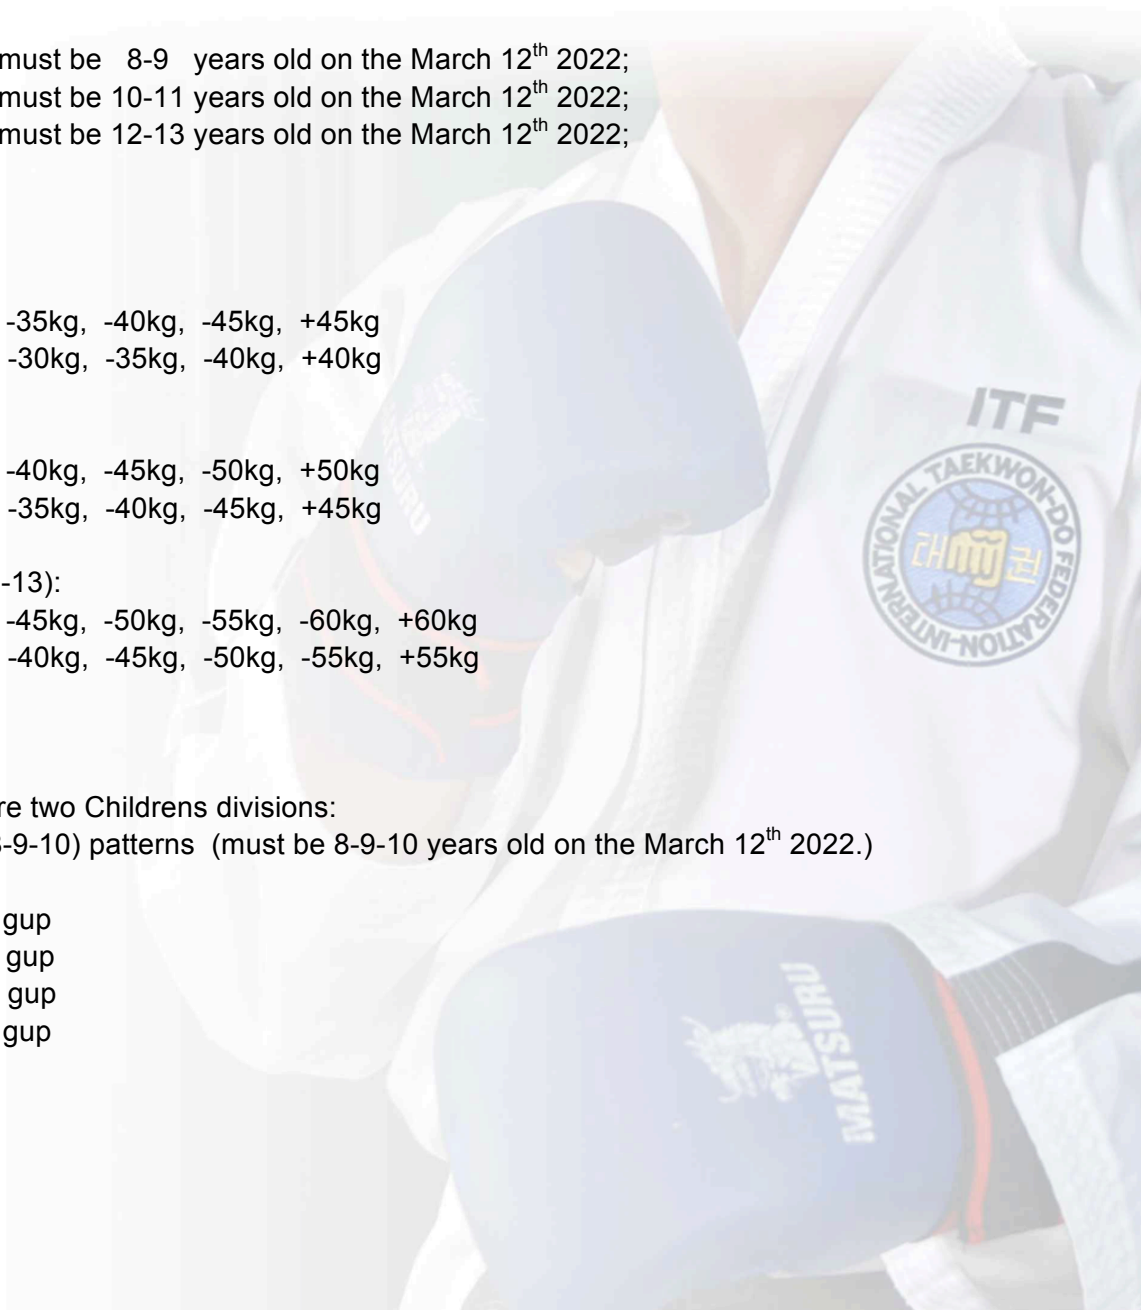 must be 8-9 years old on the March 12th 2022;
must be 10-11 years old on the March 12th 2022;
must be 12-13 years old on the March 12th 2022;
-35kg, -40kg, -45kg, +45kg
-30kg, -35kg, -40kg, +40kg
-40kg, -45kg, -50kg, +50kg
-35kg, -40kg, -45kg, +45kg
-13):
-45kg, -50kg, -55kg, -60kg, +60kg
-40kg, -45kg, -50kg, -55kg, +55kg
re two Childrens divisions:
-9-10) patterns (must be 8-9-10 years old on the March 12th 2022.)
gup
gup
gup
gup
ITF
INTERNATIONAL TAEKWON-DO FEDERATION
태권
MATSURU
MATSURU